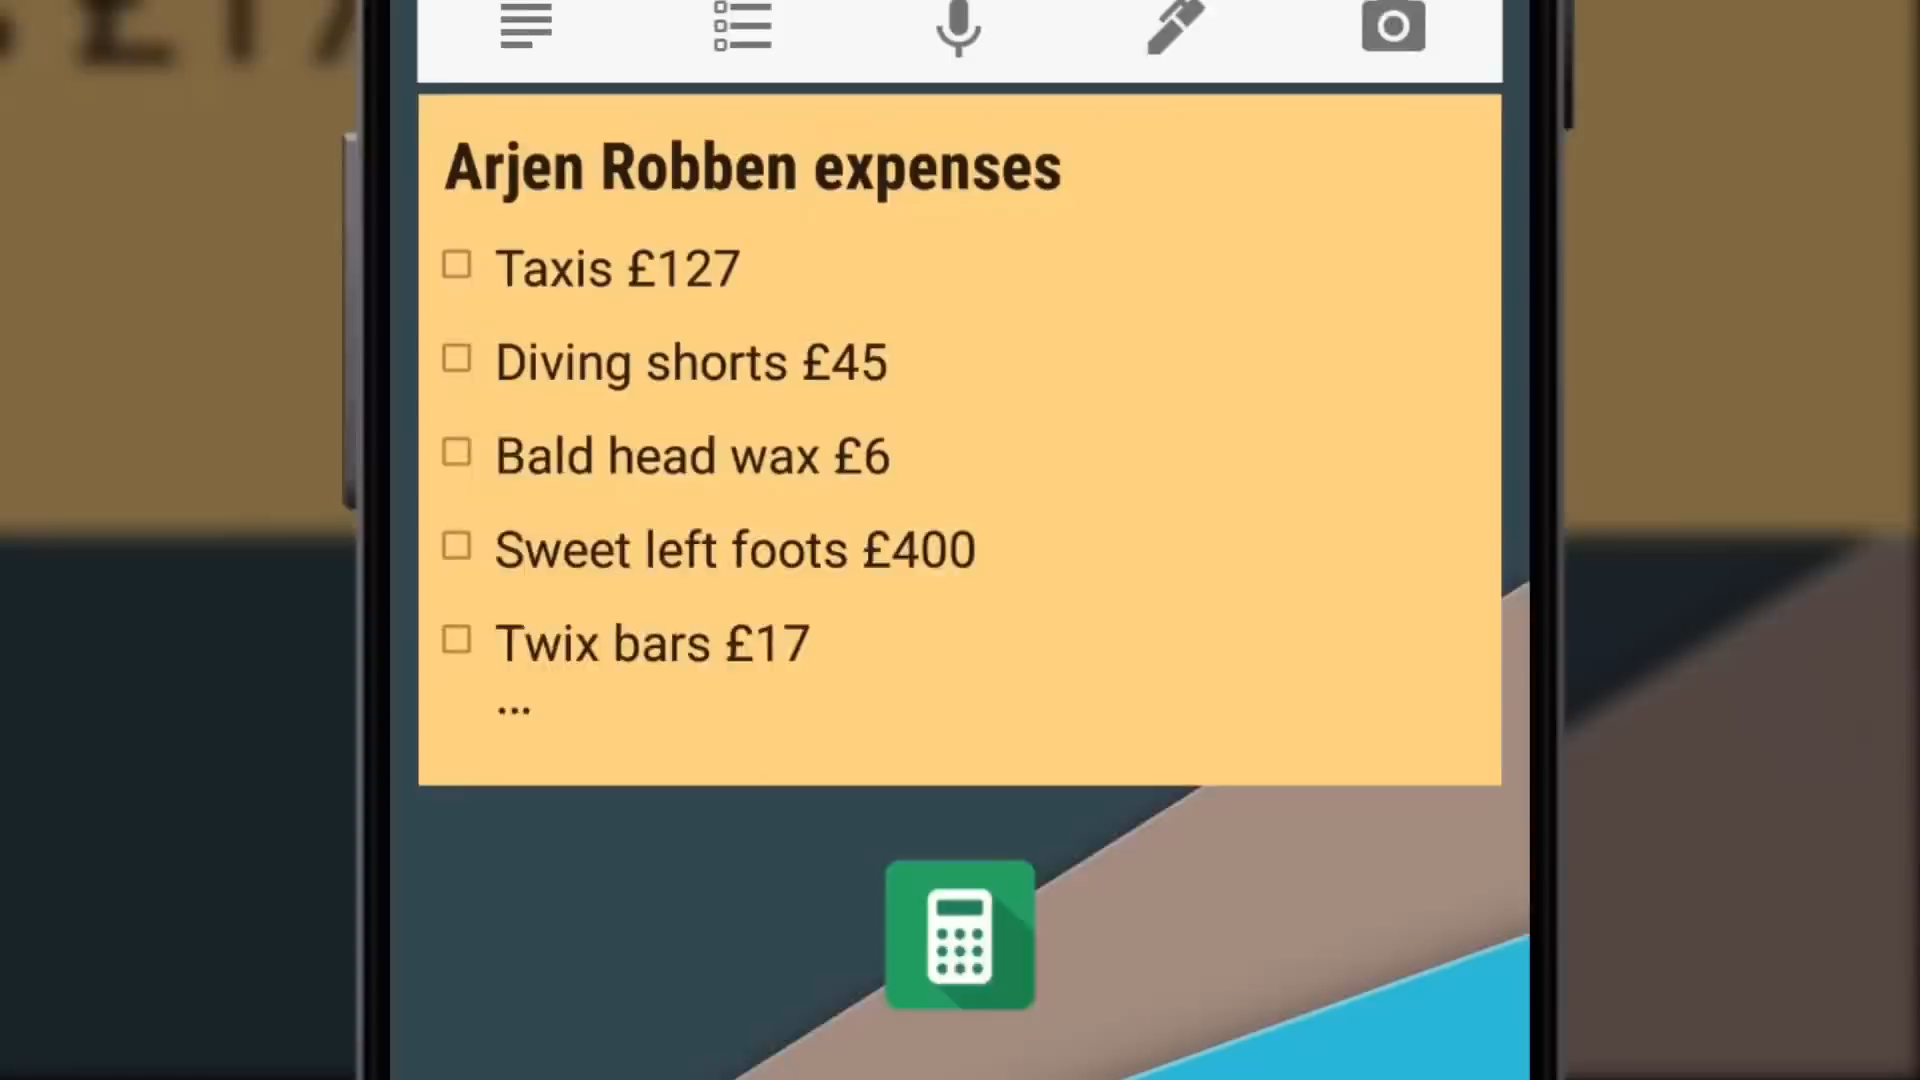 Arjen Robben expenses
Taxis £127
Diving shorts £45
Bald head wax £6
Sweet left foots £400
Twix bars £17
...